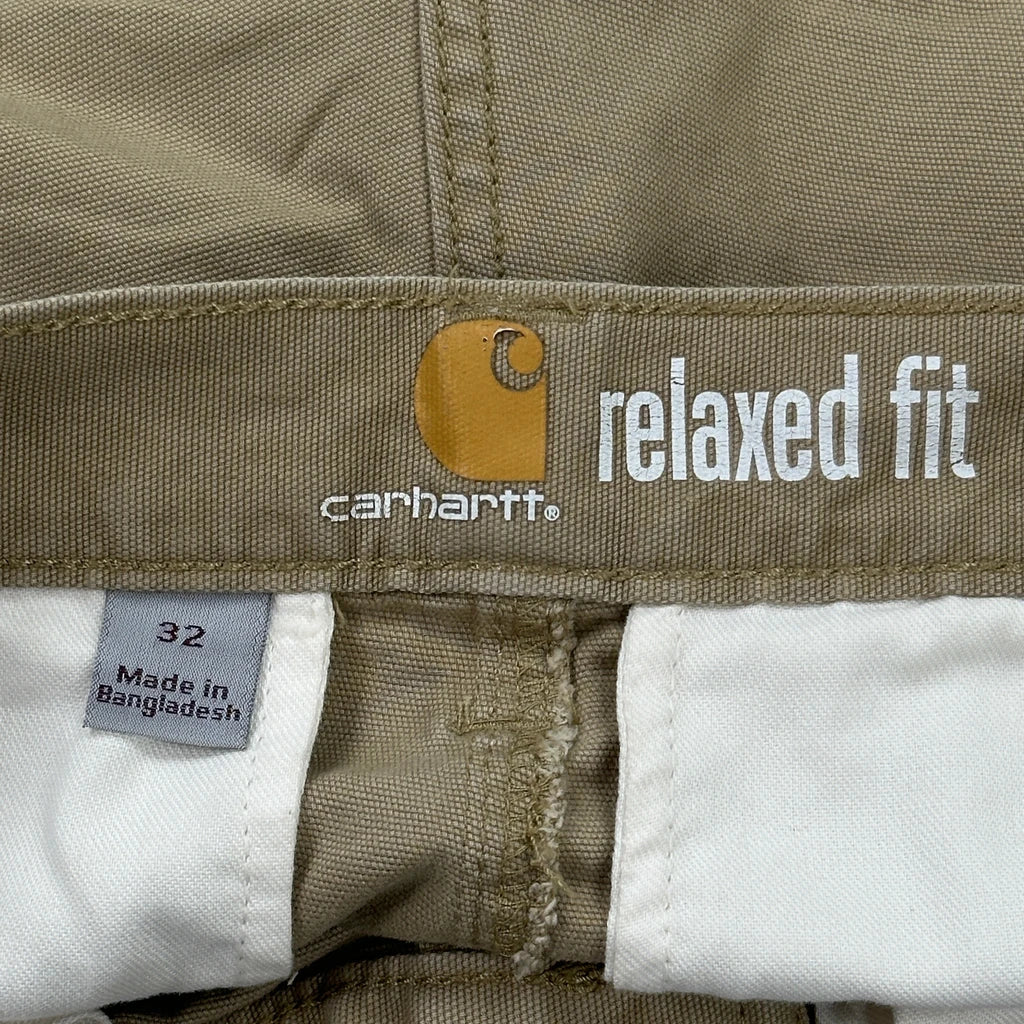 relaxed fit
carhartt®
32
Made in
Bangladesh